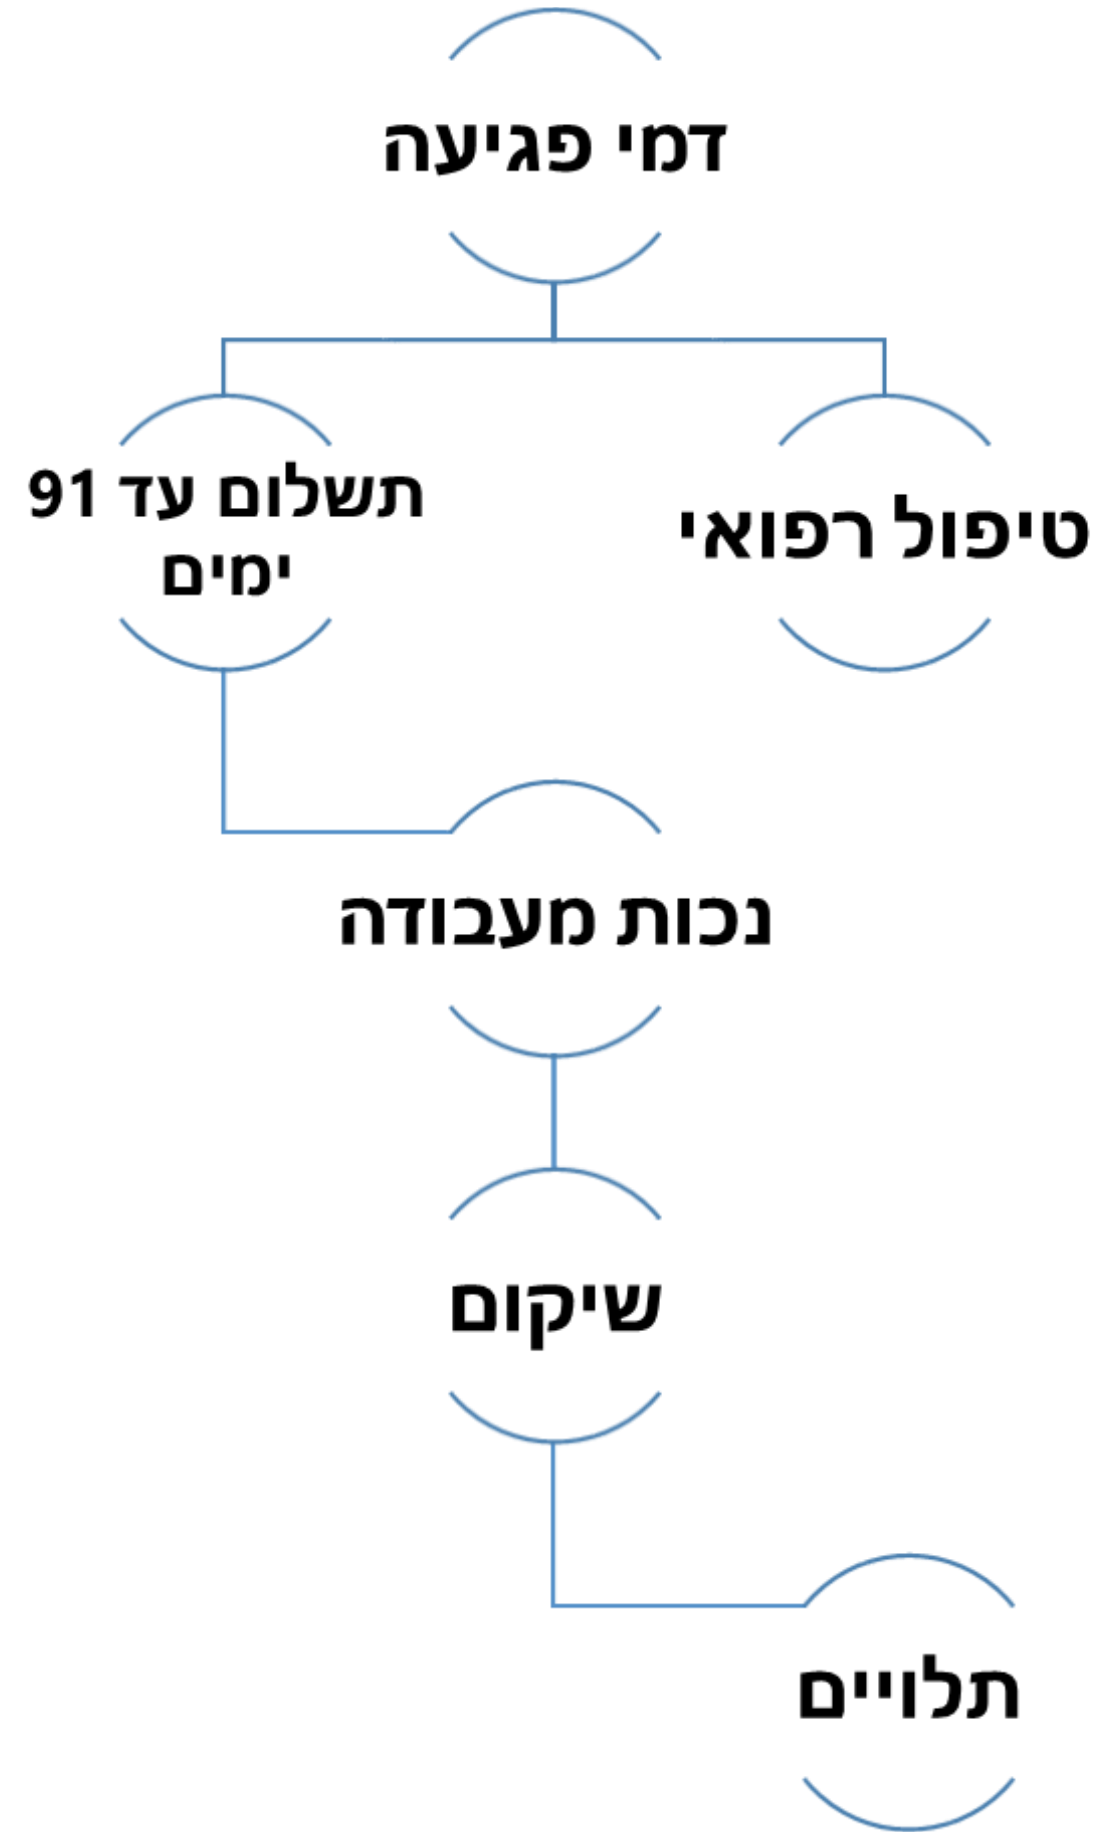 דמי פגיעה
טיפול רפואי
תשלום עד 91
ימים
נכות מעבודה
שיקום
תלויים